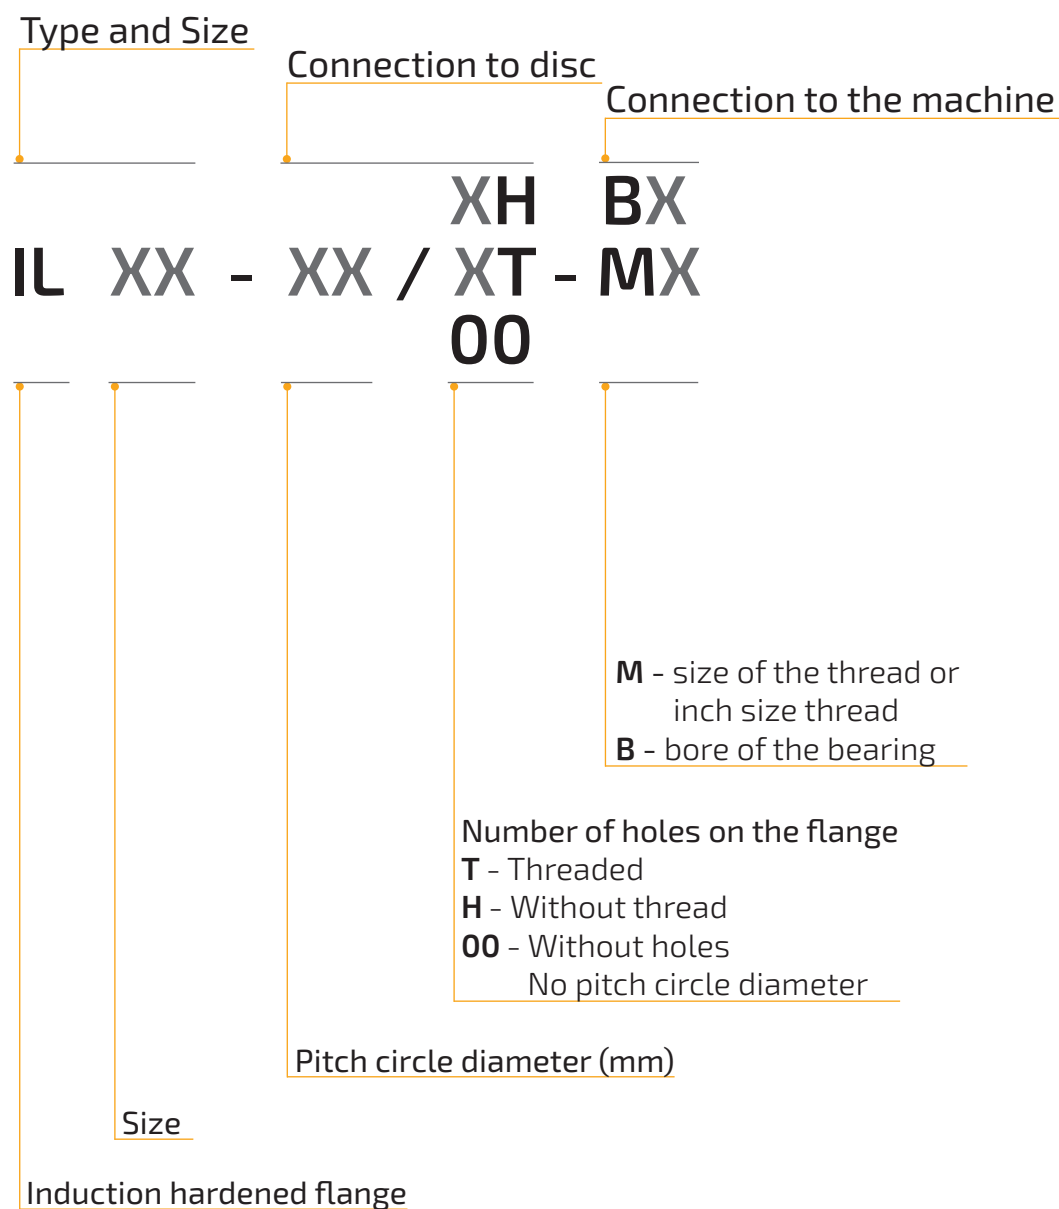 Type and Size
Connection to disc
Connection to the machine
XH BX
IL XX - XX / XT - MX
00
M - size of the thread or
inch size thread
B - bore of the bearing
Number of holes on the flange
T - Threaded
H - Without thread
00 - Without holes
No pitch circle diameter
Pitch circle diameter (mm)
Size
Induction hardened flange